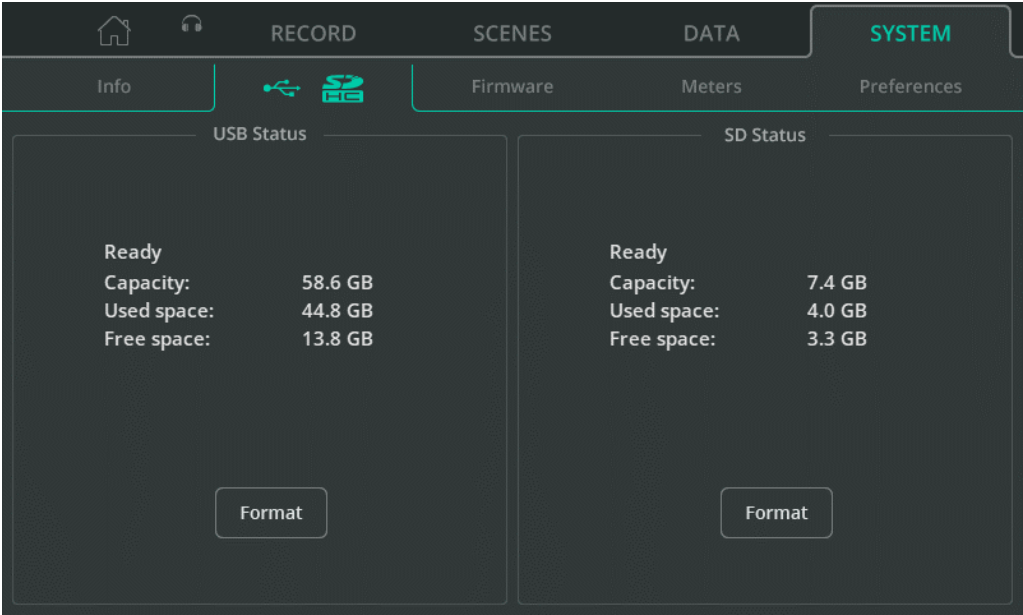 RECORD SCENES DATA SYSTEM
Info SD HC Firmware Meters Preferences
USB Status
Ready
Capacity: 58.6 GB
Used space: 44.8 GB
Free space: 13.8 GB
Format
SD Status
Ready
Capacity: 7.4 GB
Used space: 4.0 GB
Free space: 3.3 GB
Format